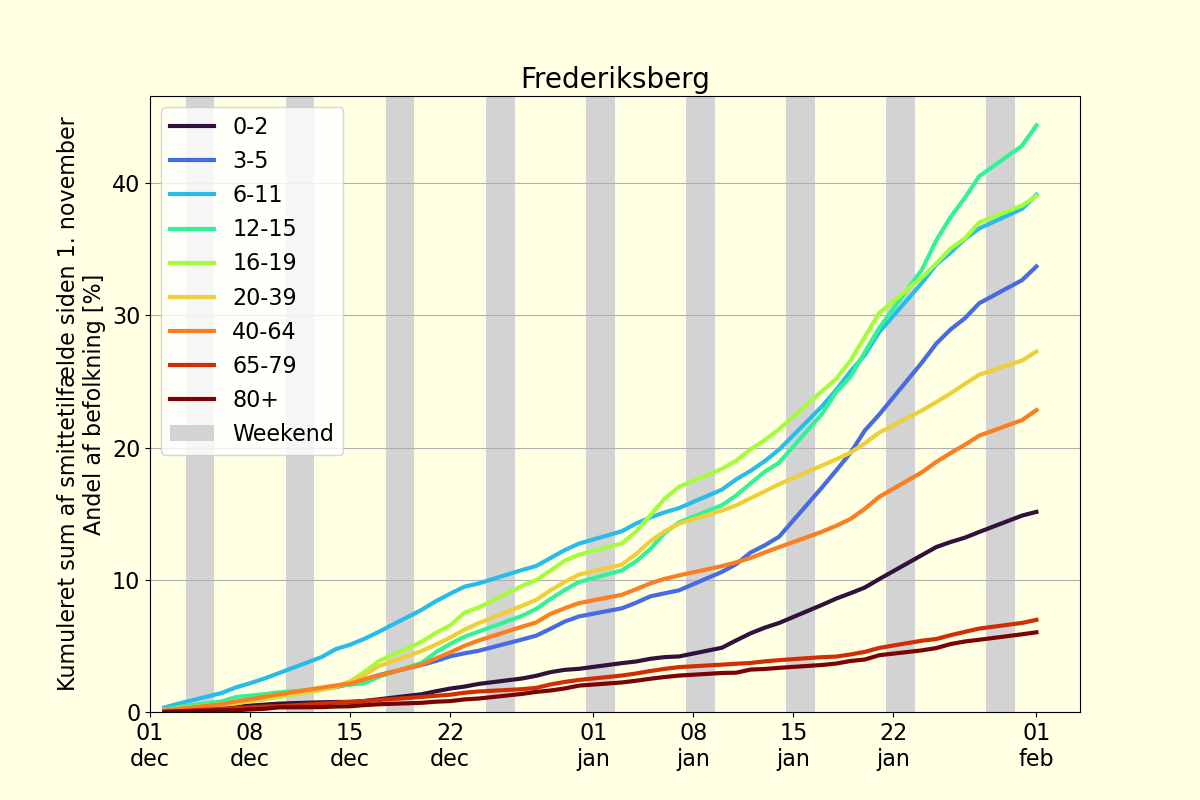 Frederiksberg
Kumuleret sum af smittetilfælde siden 1. november
Andel af befolkning [%]
0-2
3-5
6-11
12-15
16-19
20-39
40-64
65-79
80+
Weekend
40
30
20
10
0
01 08 15 22 01 08 15 22 01
dec dec dec dec jan jan jan jan feb